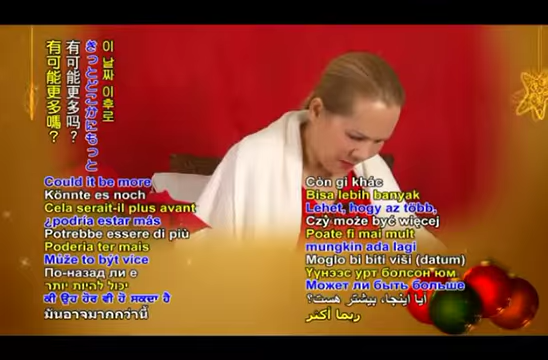 이 날짜 이후로
きっとどこかにもっと
有可能更多吗?
有可能更多嗎?
Could it be more
Könnte es noch
Cela serait-il plus avant
¿podría estar más
Potrebbe essere di più
Poderia ter mais
Může to být více
По-назад ли е
יכול להיות יותר
ਕੀ ਉਹ ਹੋਰ ਵੀ ਹੋ ਸਕਦਾ ਹੈ
มันอาจมากกว่านี้
Còn gì khác
Bisa lebih banyak
Lehet, hogy az több,
Czy może być więcej
Poate fi mai mult
mungkin ada lagi
Moglo bi biti viši (datum)
Үүнээс урт болсон юм
Может ли быть больше
آیا اینجا، بیشتر هست؟
ربما أكثر